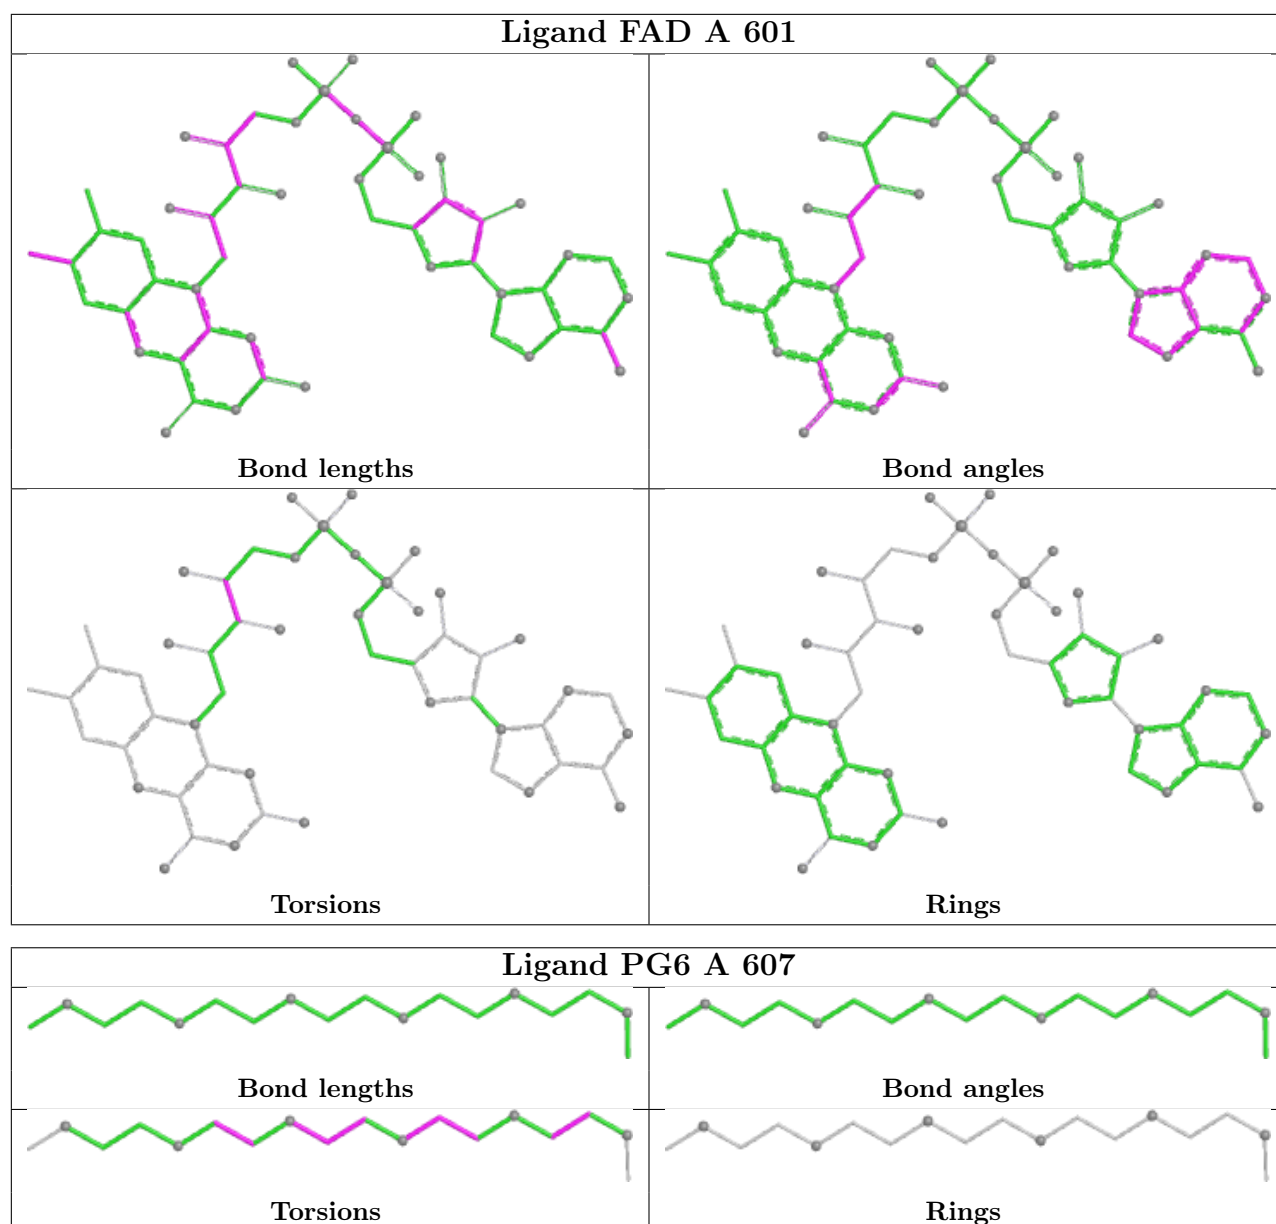 Ligand FAD A 601
Bond lengths
Bond angles
Torsions
Rings
Ligand PG6 A 607
Bond lengths
Bond angles
Torsions
Rings